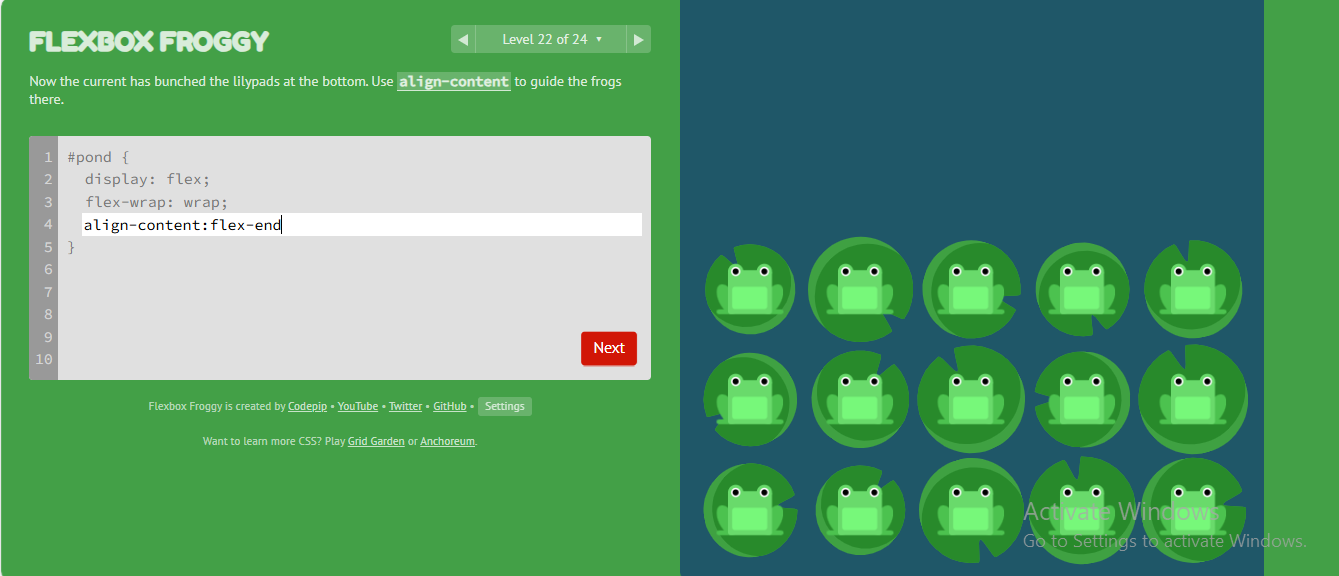 FLEXBOX FROGGY
◀ Level 22 of 24 ▾ ▶
Now the current has bunched the lilypads at the bottom. Use align-content to guide the frogs
there.
1 #pond {
2 display: flex;
3 flex-wrap: wrap;
4 align-content:flex-end
5 }
6
7
8
9
10
Next
Flexbox Froggy is created by Codepip • YouTube • Twitter • GitHub • Settings
Want to learn more CSS? Play Grid Garden or Anchoreum.
Activate Windows
Go to Settings to activate Windows.